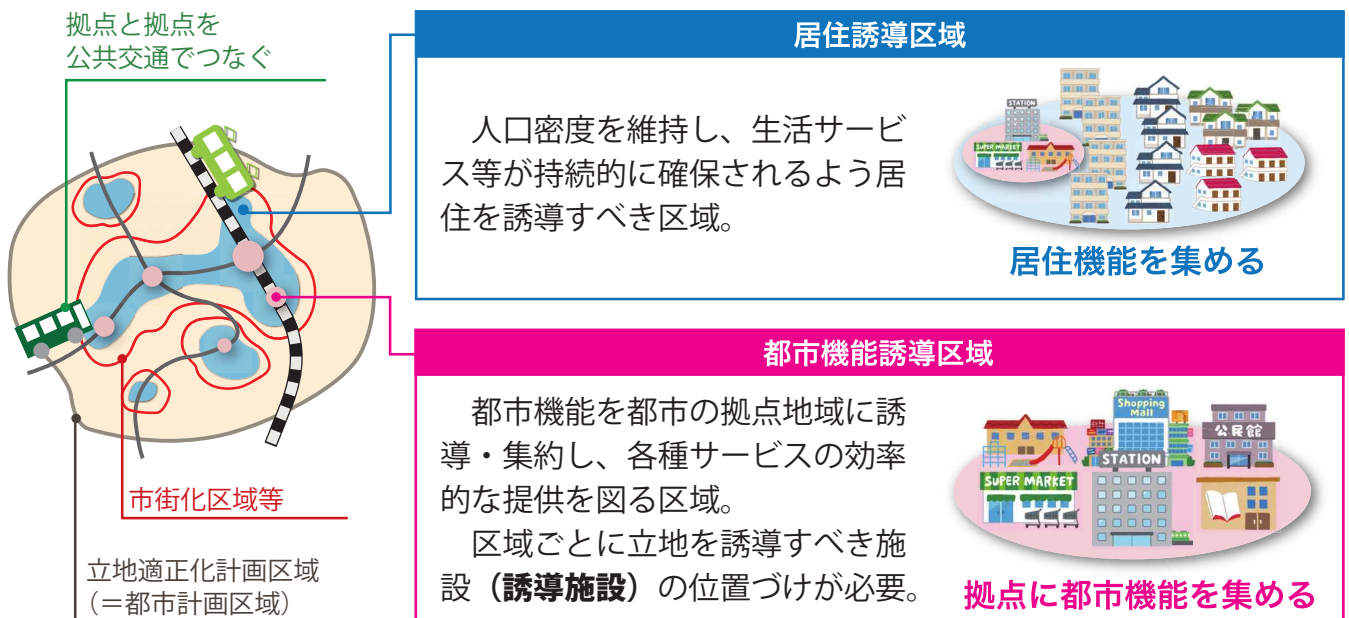 拠点と拠点を
公共交通でつなぐ
市街化区域等
立地適正化計画区域
（＝都市計画区域）
居住誘導区域
　人口密度を維持し、生活サービ
ス等が持続的に確保されるよう居
住を誘導すべき区域。
STATION
SUPER MARKET
居住機能を集める
都市機能誘導区域
　都市機能を都市の拠点地域に誘
導・集約し、各種サービスの効率
的な提供を図る区域。
　区域ごとに立地を誘導すべき施
設（誘導施設）の位置づけが必要。
Shopping
Mall
公民館
STATION
SUPER MARKET
拠点に都市機能を集める